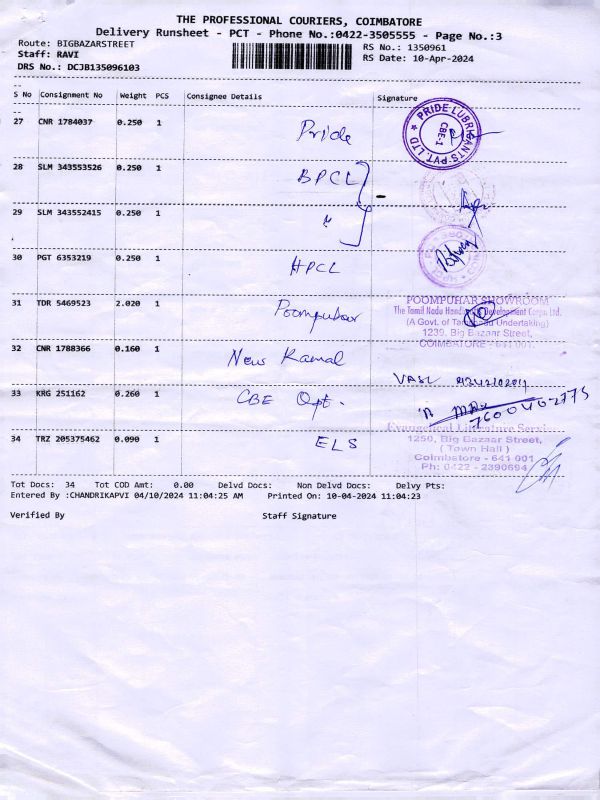 THE PROFESSIONAL COURIERS, COIMBATORE
Delivery Runsheet - PCT - Phone No.:0422-3505555 - Page No.:3
Route: BIGBAZARSTREET RS No.: 1350961
Staff: RAVI RS Date: 10-Apr-2024
DRS No.: DCJB135096103
S No Consignment No Weight PCS Consignee Details Signature
27 CNR 1784037 0.250 1 Pride
PRIDE LUBRICANTS PVT. LTD
CBE-1
28 SLM 343553526 0.250 1 BPCL
29 SLM 343552415 0.250 1 "
30 PGT 6353219 0.250 1 HPCL
31 TDR 5469523 2.020 1 Poompuhar
POOMPUHAR SHOWROOM
The Tamil Nadu Development Corpn. Ltd.
(A Govt. of Undertaking)
1239, Big Bazaar Street,
COIMBATORE - 641 001.
32 CNR 1788366 0.160 1 New Kamal
VASL
33 KRG 251162 0.260 1 CBE Opt.
34 TRZ 205375462 0.090 1 ELS
Evangelical Literature
1250, Big Bazaar Street,
( Town Hall )
Coimbatore - 641 001
Ph: 0422 - 2390694
Tot Docs: 34 Tot COD Amt: 0.00 Delvd Docs: Non Delvd Docs: Delvy Pts:
Entered By :CHANDRIKAPVI 04/10/2024 11:04:25 AM Printed On: 10-04-2024 11:04:23
Verified By Staff Signature